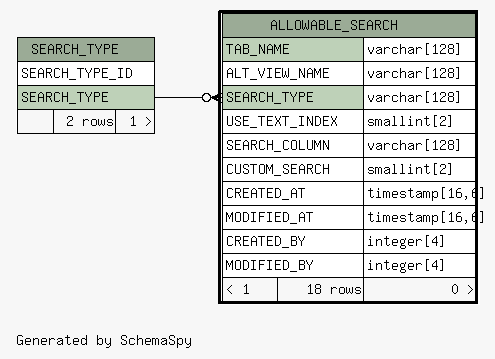 SEARCH_TYPE
SEARCH_TYPE_ID
SEARCH_TYPE
2 rows 1 >
ALLOWABLE_SEARCH
TAB_NAME varchar[128]
ALT_VIEW_NAME varchar[128]
SEARCH_TYPE varchar[128]
USE_TEXT_INDEX smallint[2]
SEARCH_COLUMN varchar[128]
CUSTOM_SEARCH smallint[2]
CREATED_AT timestamp[16,6]
MODIFIED_AT timestamp[16,6]
CREATED_BY integer[4]
MODIFIED_BY integer[4]
< 1 18 rows 0 >
Generated by SchemaSpy